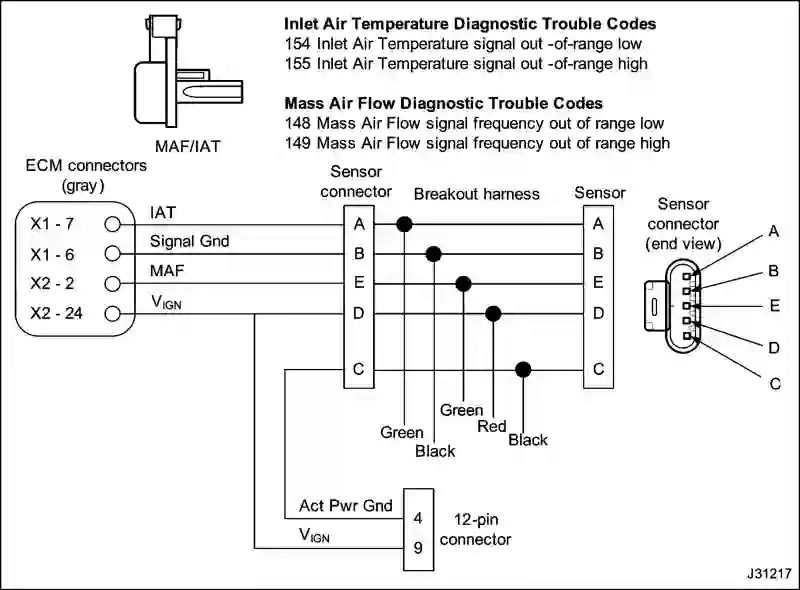 Inlet Air Temperature Diagnostic Trouble Codes
154 Inlet Air Temperature signal out -of-range low
155 Inlet Air Temperature signal out -of-range high
Mass Air Flow Diagnostic Trouble Codes
148 Mass Air Flow signal frequency out of range low
149 Mass Air Flow signal frequency out of range high
MAF/IAT
ECM connectors
(gray)
Sensor
connector
Breakout harness
Sensor
Sensor
connector
(end view)
X1 - 7
IAT
A
A
X1 - 6
Signal Gnd
B
B
X2 - 2
MAF
E
E
X2 - 24
VIGN
D
D
C
C
A
B
E
D
C
Green
Black
Green
Red
Black
Act Pwr Gnd
4
VIGN
9
12-pin
connector
J31217